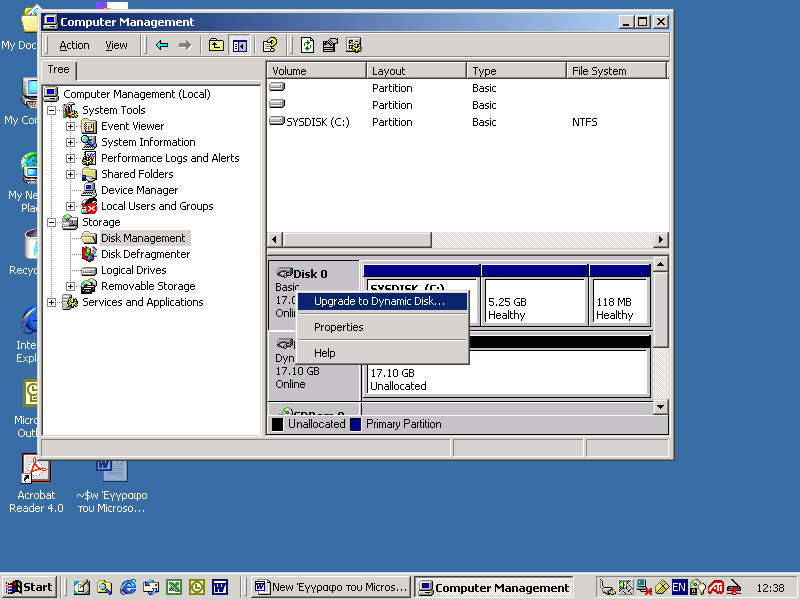 Computer Management
My Doc
Action View
Tree
Volume Layout Type File System
Computer Management (Local)
Partition Basic
System Tools
Partition Basic
My Co
Event Viewer
SYSDISK (C:) Partition Basic NTFS
System Information
Performance Logs and Alerts
Shared Folders
Device Manager
My Ne
Plac
Local Users and Groups
Storage
Disk Management
Disk Defragmenter
Recyc
Logical Drives
Disk 0
Removable Storage
Basic
SYSDISK (C:)
Services and Applications
17.0
Upgrade to Dynamic Disk...
5.25 GB 118 MB
Onli
Healthy Healthy
Properties
Inte
Expl
Help
Dyn
17.10 GB
17.10 GB
Online
Unallocated
CDRom 0
Micro
Outl
Unallocated Primary Partition
Acrobat
Reader 4.0
~$w Έγγραφο
του Microso...
Start New Έγγραφο του Micros... Computer Management EN 12:38